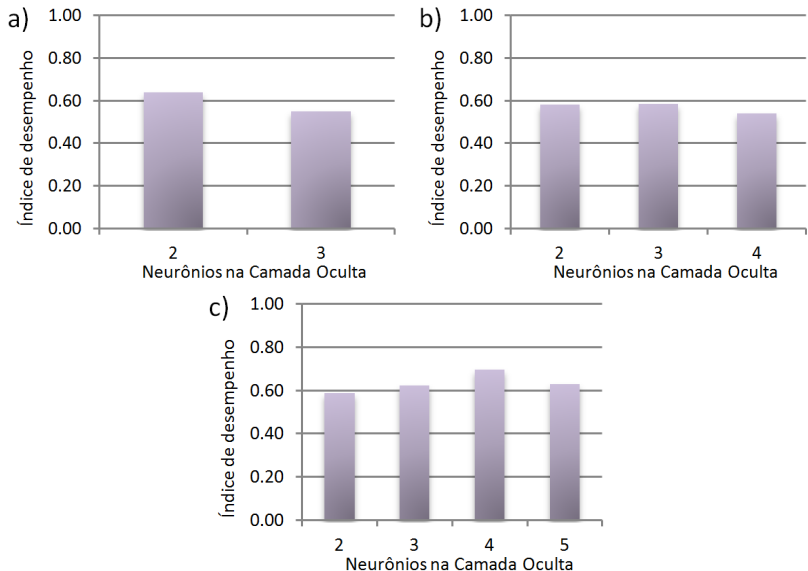 a)
Índice de desempenho
1.00
0.80
0.60
0.40
0.20
0.00
2 3
Neurônios na Camada Oculta
b)
Índice de desempenho
1.00
0.80
0.60
0.40
0.20
0.00
2 3 4
Neurônios na Camada Oculta
c)
Índice de desempenho
1.00
0.80
0.60
0.40
0.20
0.00
2 3 4 5
Neurônios na Camada Oculta